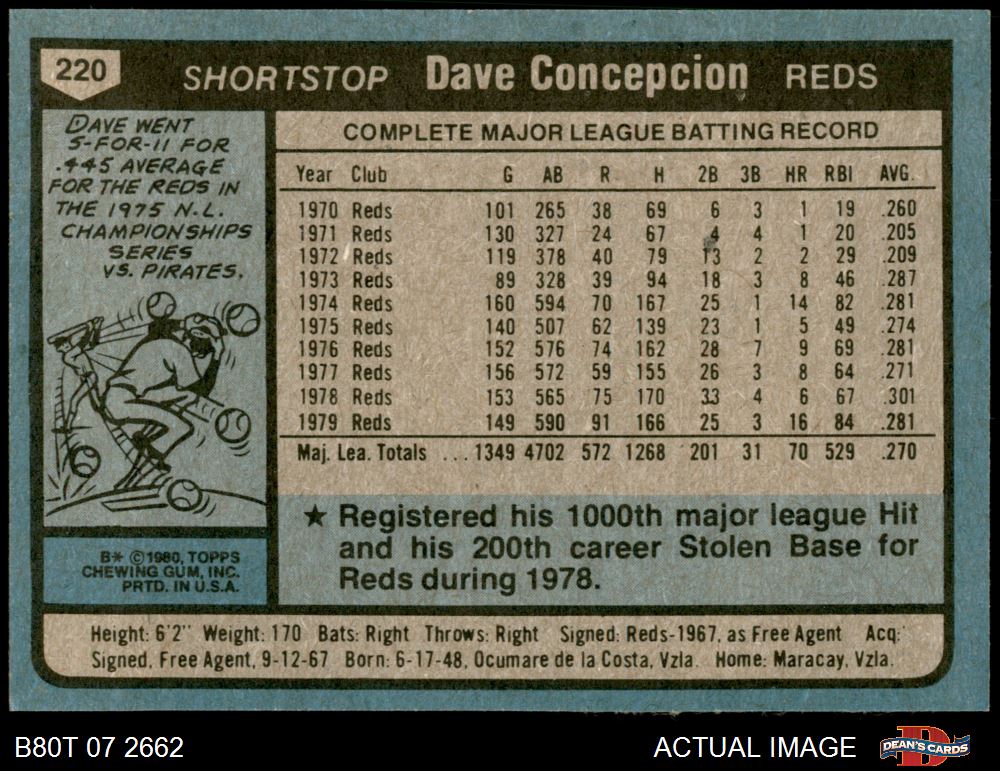 220 SHORTSTOP Dave Concepcion REDS
DAVE WENT
5-FOR-11 FOR
.445 AVERAGE
FOR THE REDS IN
THE 1975 N.L.
CHAMPIONSHIPS
SERIES
VS. PIRATES.
COMPLETE MAJOR LEAGUE BATTING RECORD
Year Club G AB R H 2B 3B HR RBI AVG.
1970 Reds 101 265 38 69 6 3 1 19 .260
1971 Reds 130 327 24 67 4 4 1 20 .205
1972 Reds 119 378 40 79 13 2 2 29 .209
1973 Reds 89 328 39 94 18 3 8 46 .287
1974 Reds 160 594 70 167 25 1 14 82 .281
1975 Reds 140 507 62 139 23 1 5 49 .274
1976 Reds 152 576 74 162 28 7 9 69 .281
1977 Reds 156 572 59 155 26 3 8 64 .271
1978 Reds 153 565 75 170 33 4 6 67 .301
1979 Reds 149 590 91 166 25 3 16 84 .281
Maj. Lea. Totals ... 1349 4702 572 1268 201 31 70 529 .270
★ Registered his 1000th major league Hit
and his 200th career Stolen Base for
Reds during 1978.
B* ©1980, TOPPS
CHEWING GUM, INC.
PRTD. IN U.S.A.
Height: 6'2" Weight: 170 Bats: Right Throws: Right Signed: Reds-1967, as Free Agent Acq:
Signed, Free Agent, 9-12-67 Born: 6-17-48, Ocumare de la Costa, Vzla. Home: Maracay, Vzla.
B80T 07 2662 ACTUAL IMAGE DEAN'S CARDS